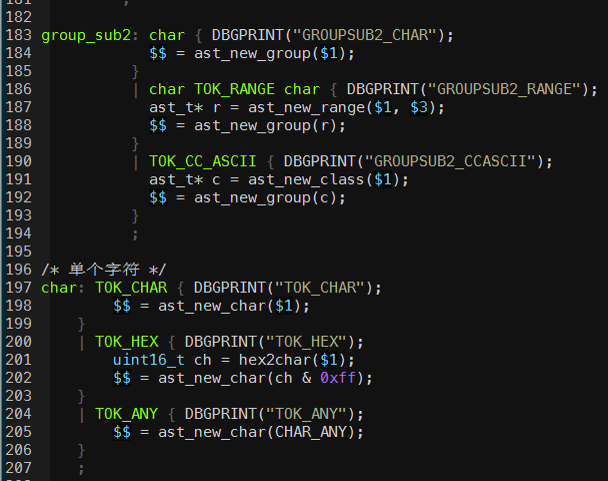 181         ;
182
183 group_sub2: char { DBGPRINT("GROUPSUB2_CHAR");
184             $$ = ast_new_group($1);
185           }
186           | char TOK_RANGE char { DBGPRINT("GROUPSUB2_RANGE");
187             ast_t* r = ast_new_range($1, $3);
188             $$ = ast_new_group(r);
189           }
190           | TOK_CC_ASCII { DBGPRINT("GROUPSUB2_CCASCII");
191             ast_t* c = ast_new_class($1);
192             $$ = ast_new_group(c);
193           }
194           ;
195
196 /* 单个字符 */
197 char: TOK_CHAR { DBGPRINT("TOK_CHAR");
198         $$ = ast_new_char($1);
199     }
200     | TOK_HEX { DBGPRINT("TOK_HEX");
201         uint16_t ch = hex2char($1);
202         $$ = ast_new_char(ch & 0xff);
203     }
204     | TOK_ANY { DBGPRINT("TOK_ANY");
205         $$ = ast_new_char(CHAR_ANY);
206     }
207     ;